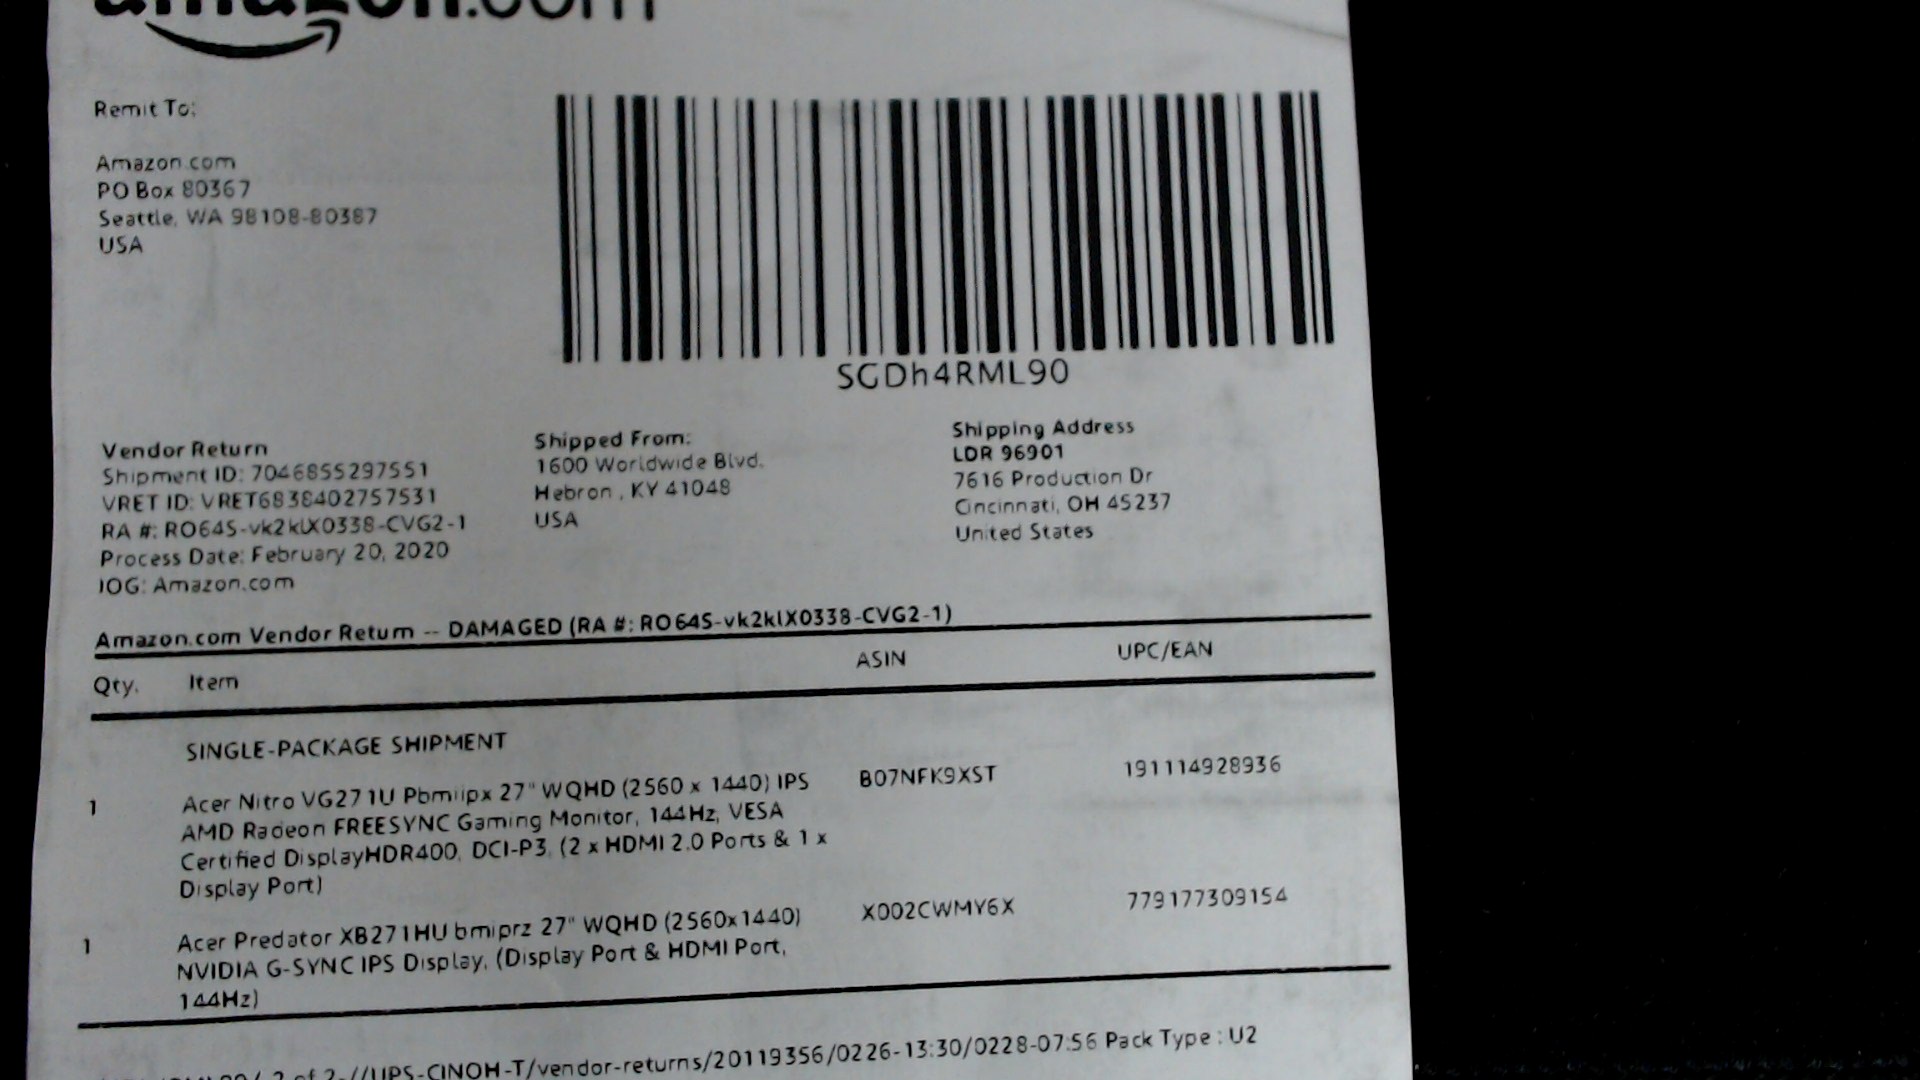 amazon.com
Remit To:
Amazon.com
PO Box 80367
Seattle, WA 98108-80387
USA
SGDh4RML90
Vendor Return
Shipment ID: 7046855297551
VRET ID: VRET6838402757531
RA #: RO64S-vk2klX0338-CVG2-1
Process Date: February 20, 2020
IOG: Amazon.com
Shipped From:
1600 Worldwide Blvd.
Hebron , KY 41048
USA
Shipping Address
LDR 96901
7616 Production Dr
Cincinnati, OH 45237
United States
Amazon.com Vendor Return -- DAMAGED (RA #: RO64S-vk2klX0338-CVG2-1)
Qty. Item ASIN UPC/EAN
SINGLE-PACKAGE SHIPMENT
1 Acer Nitro VG271U Pbmiipx 27" WQHD (2560 x 1440) IPS B07NFK9XST 191114928936
AMD Radeon FREESYNC Gaming Monitor, 144Hz, VESA
Certified DisplayHDR400, DCI-P3, (2 x HDMI 2.0 Ports & 1 x
Display Port)
1 Acer Predator XB271HU bmiprz 27" WQHD (2560x1440) X002CWMY6X 779177309154
NVIDIA G-SYNC IPS Display, (Display Port & HDMI Port,
144Hz)
2 of 2-//UPS-CINOH-T/vendor-returns/20119356/0226-13:30/0228-07:56 Pack Type : U2